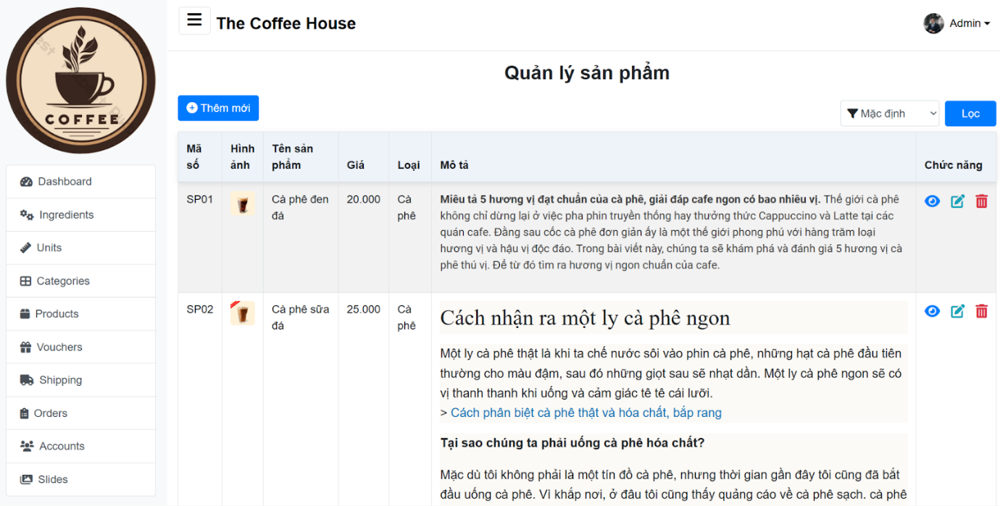 COFFEE
The Coffee House
Admin
Quản lý sản phẩm
Thêm mới
Mặc định
Lọc
Dashboard
Ingredients
Units
Categories
Products
Vouchers
Shipping
Orders
Accounts
Slides
Mã số
Hình ảnh
Tên sản phẩm
Giá
Loại
Mô tả
Chức năng
SP01
Cà phê đen
đá
20.000
Cà
phê
Miêu tả 5 hương vị đạt chuẩn của cà phê, giải đáp cafe ngon có bao nhiêu vị. Thế giới cà phê
không chỉ dừng lại ở việc pha phin truyền thống hay thưởng thức Cappuccino và Latte tại các
quán cafe. Đằng sau cốc cà phê đơn giản ấy là một thế giới phong phú với hàng trăm loại
hương vị và hậu vị độc đáo. Trong bài viết này, chúng ta sẽ khám phá và đánh giá 5 hương vị cà
phê thú vị. Để từ đó tìm ra hương vị ngon chuẩn của cafe.
SP02
Cà phê sữa
đá
25.000
Cà
phê
Cách nhận ra một ly cà phê ngon
Một ly cà phê thật là khi ta chế nước sôi vào phin cà phê, những hạt cà phê đầu tiên
thường cho màu đậm, sau đó những giọt sau sẽ nhạt dần. Một ly cà phê ngon sẽ có
vị thanh thanh khi uống và cảm giác tê tê cái lưỡi.
> Cách phân biệt cà phê thật và hóa chất, bắp rang
Tại sao chúng ta phải uống cà phê hóa chất?
Mặc dù tôi không phải là một tín đồ cà phê, nhưng thời gian gần đây tôi cũng đã bắt
đầu uống cà phê. Vì khắp nơi, ở đâu tôi cũng thấy quảng cáo về cà phê sạch. cà phê